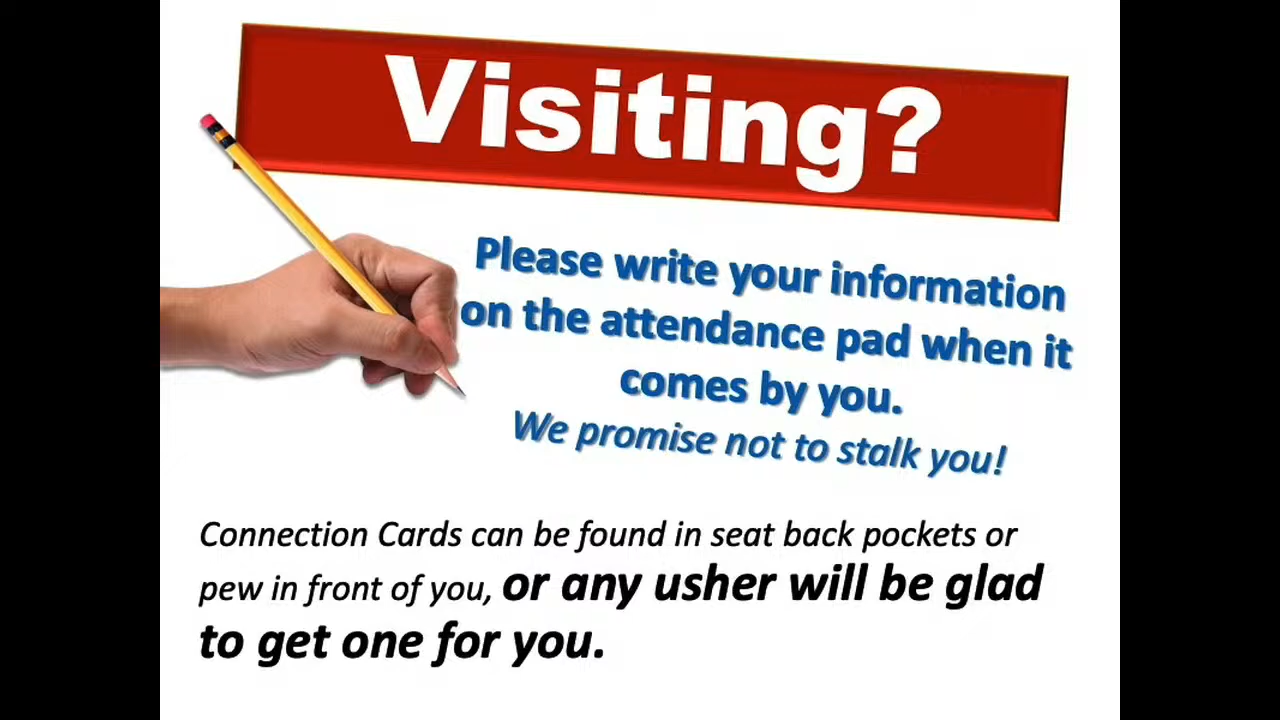 Visiting?
Please write your information
on the attendance pad when it
comes by you.
We promise not to stalk you!
Connection Cards can be found in seat back pockets or
pew in front of you, or any usher will be glad
to get one for you.